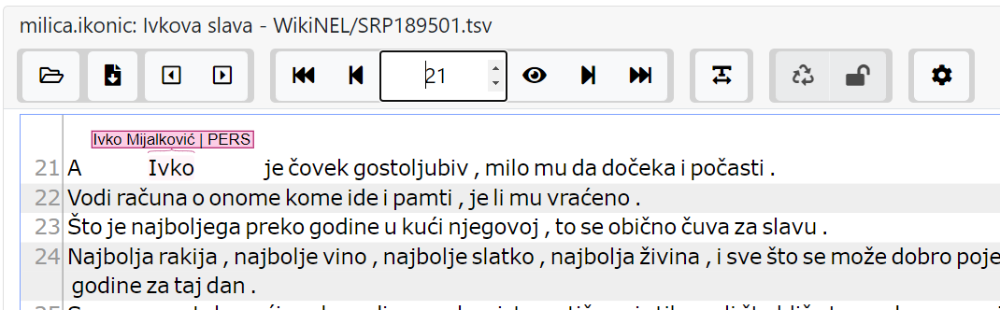 milica.ikonic: Ivkova slava - WikiNEL/SRP189501.tsv
21
Ivko Mijalković | PERS
21 A Ivko je čovek gostoljubiv , milo mu da dočeka i počasti .
22 Vodi računa o onome kome ide i pamti , je li mu vraćeno .
23 Što je najboljega preko godine u kući njegovoj , to se obično čuva za slavu .
24 Najbolja rakija , najbolje vino , najbolje slatko , najbolja živina , i sve što se može dobro poje
godine za taj dan .